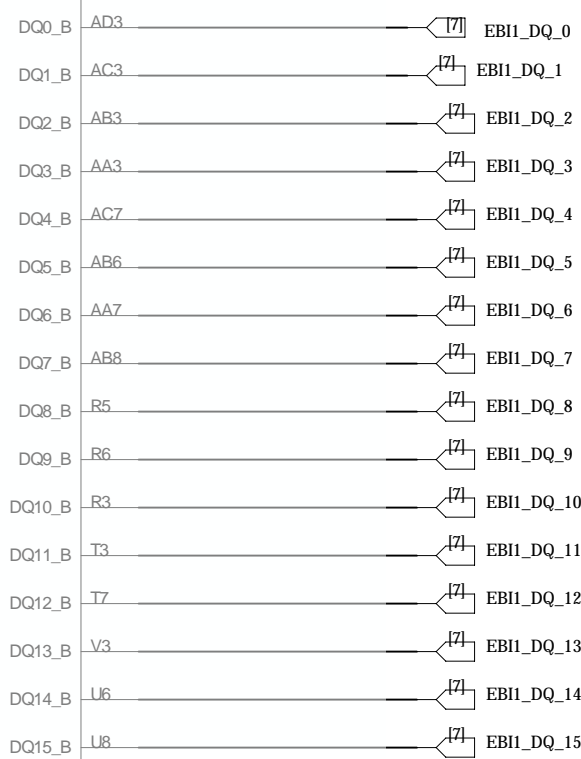 DQ0_B AD3 [7] EBI1_DQ_0
DQ1_B AC3 [7] EBI1_DQ_1
DQ2_B AB3 [7] EBI1_DQ_2
DQ3_B AA3 [7] EBI1_DQ_3
DQ4_B AC7 [7] EBI1_DQ_4
DQ5_B AB6 [7] EBI1_DQ_5
DQ6_B AA7 [7] EBI1_DQ_6
DQ7_B AB8 [7] EBI1_DQ_7
DQ8_B R5 [7] EBI1_DQ_8
DQ9_B R6 [7] EBI1_DQ_9
DQ10_B R3 [7] EBI1_DQ_10
DQ11_B T3 [7] EBI1_DQ_11
DQ12_B T7 [7] EBI1_DQ_12
DQ13_B V3 [7] EBI1_DQ_13
DQ14_B U6 [7] EBI1_DQ_14
DQ15_B U8 [7] EBI1_DQ_15